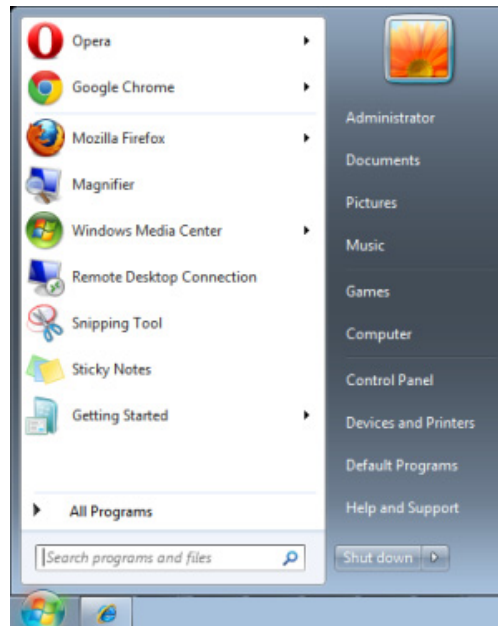 Opera
Google Chrome
Mozilla Firefox
Magnifier
Windows Media Center
Remote Desktop Connection
Snipping Tool
Sticky Notes
Getting Started
All Programs
Search programs and files
Administrator
Documents
Pictures
Music
Games
Computer
Control Panel
Devices and Printers
Default Programs
Help and Support
Shut down